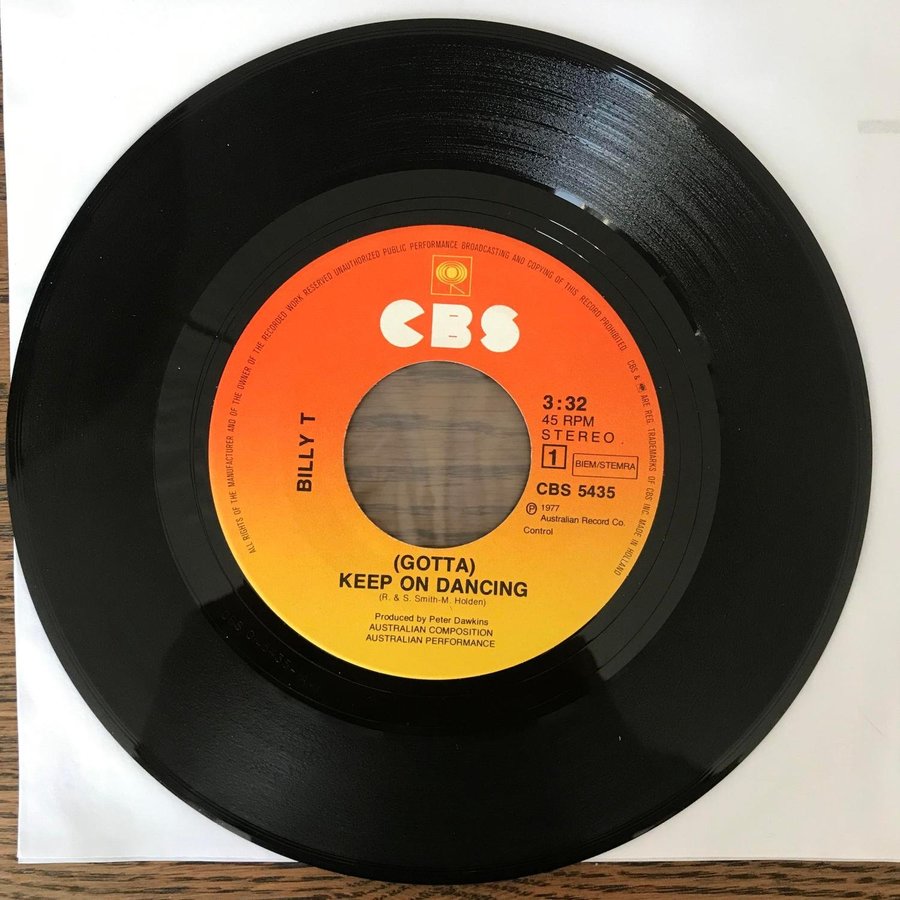 ALL RIGHTS OF THE MANUFACTURER AND OF THE OWNER OF THE RECORDED WORK RESERVED UNAUTHORIZED PUBLIC PERFORMANCE BROADCASTING AND COPYING OF THIS RECORD PROHIBITED CBS & ARE REG. TRADEMARKS OF CBS INC. MADE IN HOLLAND
CBS
BILLY T
3:32
45 RPM
STEREO
1
BIEM/STEMRA
CBS 5435
℗ 1977
Australian Record Co.
Control
(GOTTA)
KEEP ON DANCING
(R. & S. Smith-M. Holden)
Produced by Peter Dawkins
AUSTRALIAN COMPOSITION
AUSTRALIAN PERFORMANCE